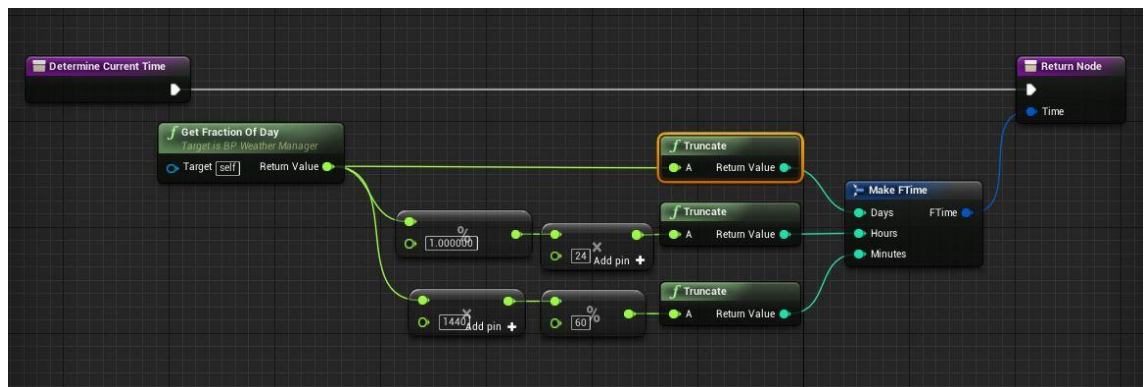 Determine Current Time
Return Node
Time
f Get Fraction Of Day
Target is BP Weather Manager
Target self Return Value
f Truncate
A Return Value
Make FTime
Days FTime
Hours
Minutes
%
1.000000
×
24 Add pin +
f Truncate
A Return Value
×
1440 Add pin +
%
60
f Truncate
A Return Value